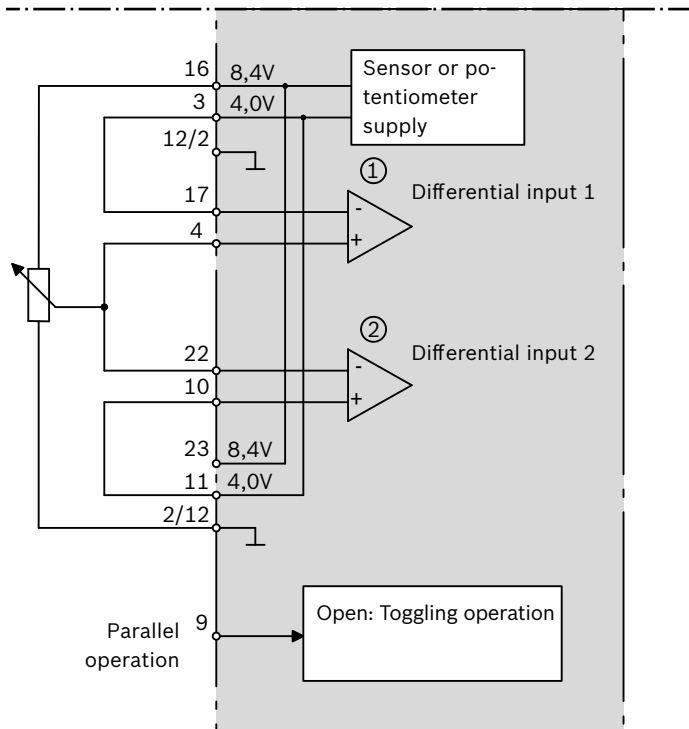 16 8,4V
Sensor or po-
tentiometer
supply
3 4,0V
12/2
1
17 -
Differential input 1
4 +
2
22 -
Differential input 2
10 +
23 8,4V
11 4,0V
2/12
Open: Toggling operation
Parallel
operation
9